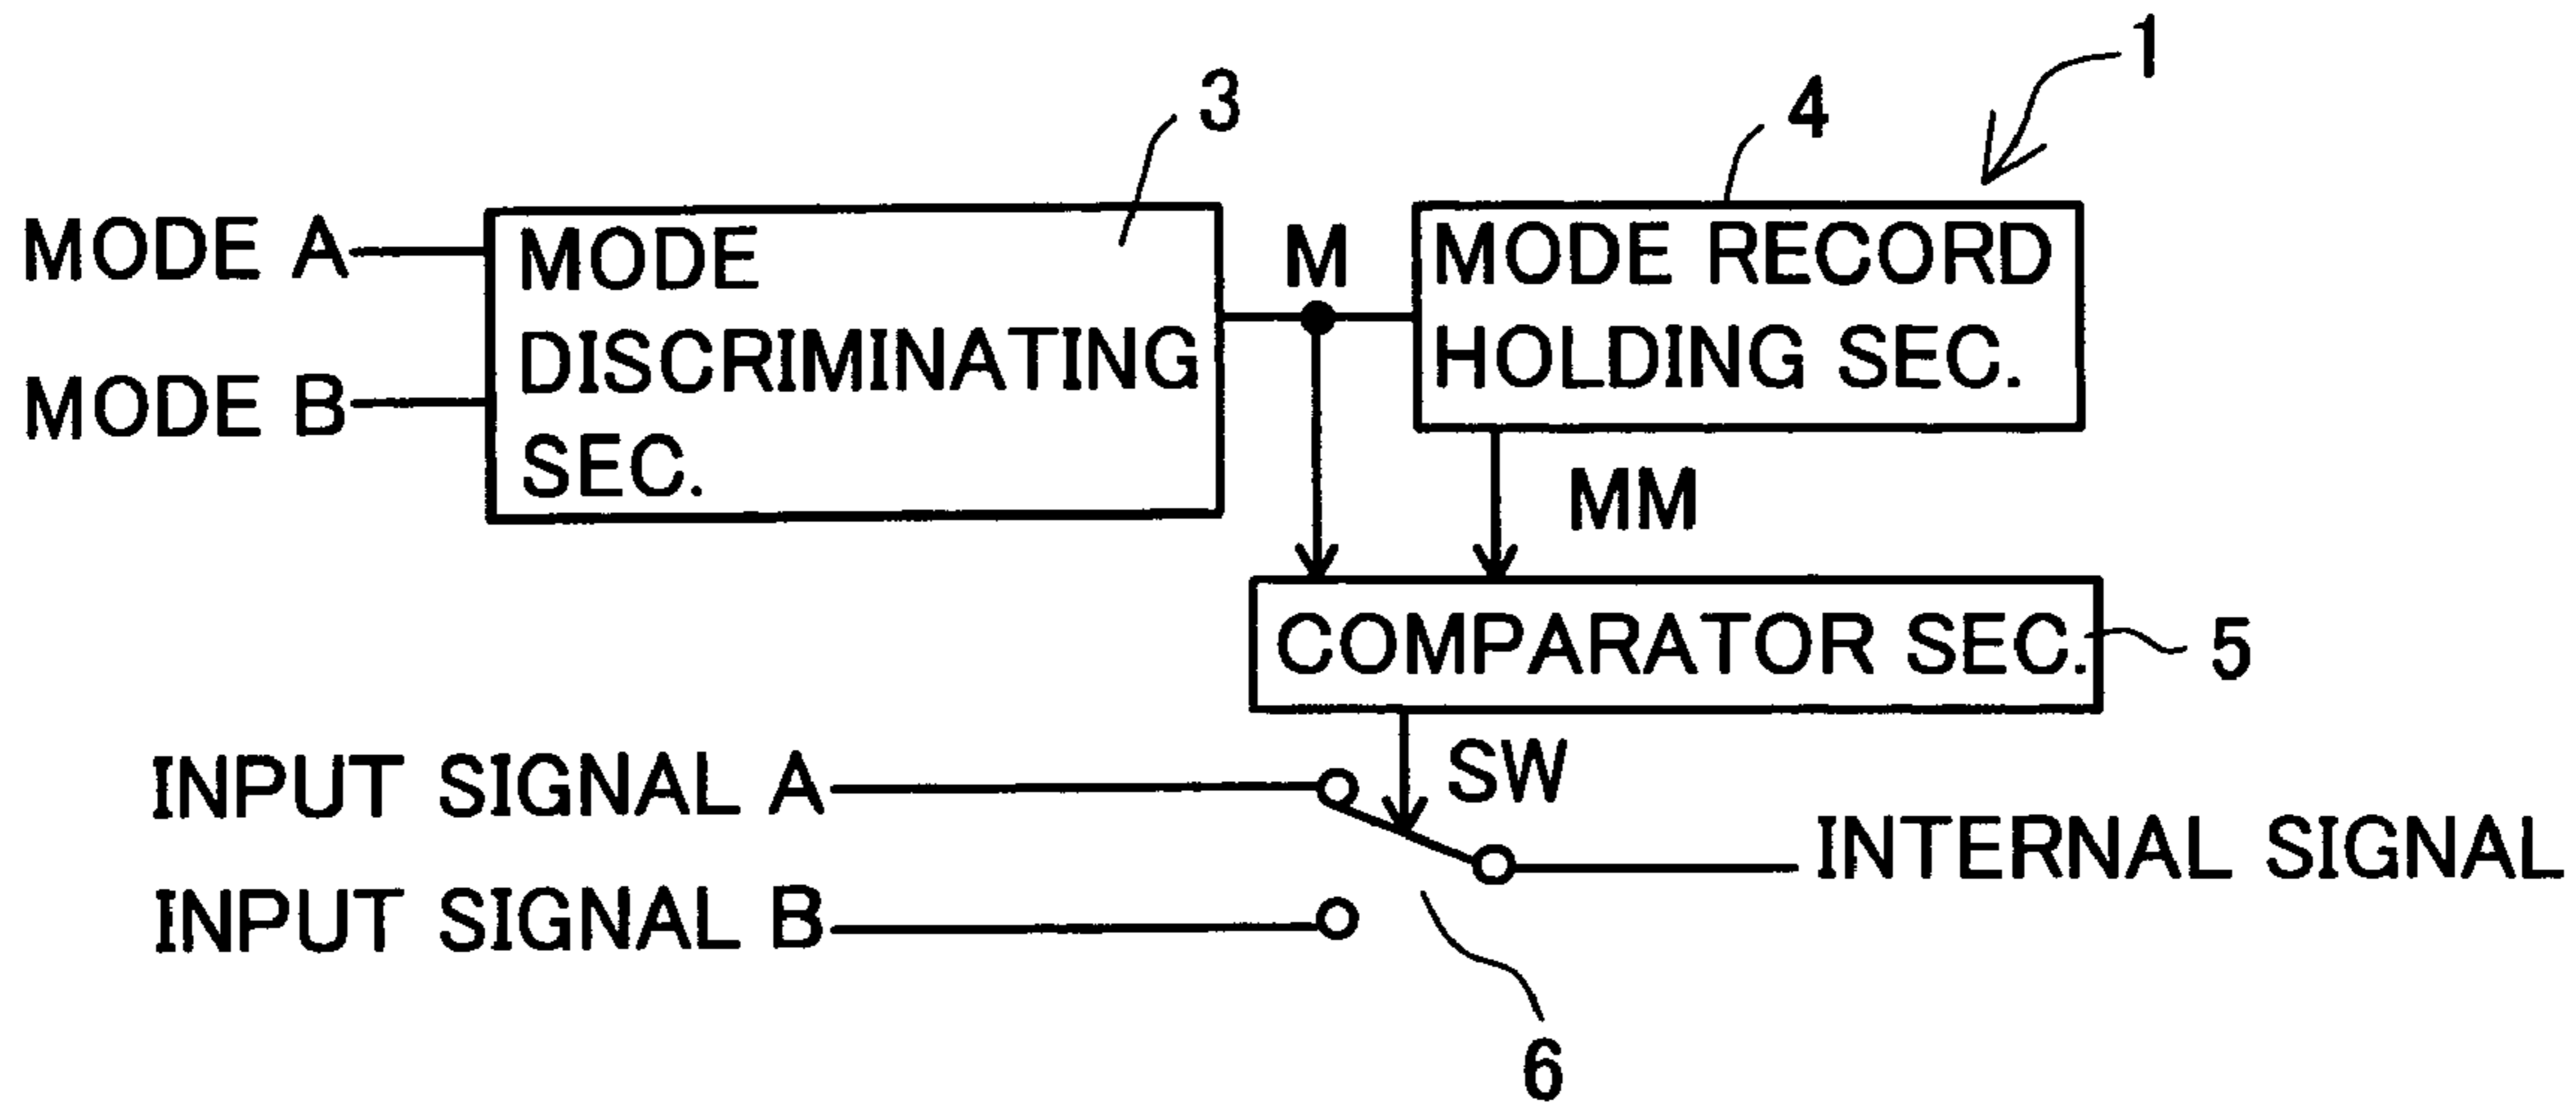 1
3
4
MODE A
MODE B
MODE
DISCRIMINATING
SEC.
M
MODE RECORD
HOLDING SEC.
MM
COMPARATOR SEC.
5
INPUT SIGNAL A
SW
INTERNAL SIGNAL
INPUT SIGNAL B
6